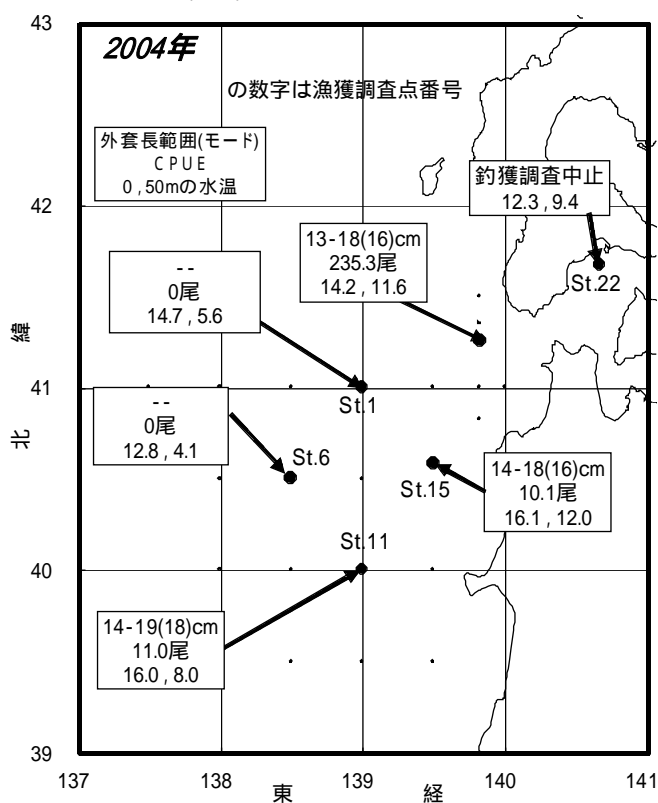 43
2004年
の数字は漁獲調査点番号
外套長範囲(モード)
CPUE
0,50mの水温
釣獲調査中止
12.3, 9.4
42
13-18(16)cm
235.3尾
14.2, 11.6
St.22
--
0尾
14.7, 5.6
緯
41
St.1
--
0尾
12.8, 4.1
北
St.6
St.15
14-18(16)cm
10.1尾
16.1, 12.0
St.11
40
14-19(18)cm
11.0尾
16.0, 8.0
39
137 138 139 140 141
東 経